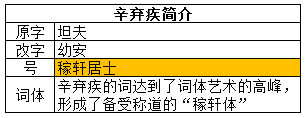 辛弃疾简介
原字 坦夫
改字 幼安
号 稼轩居士
词体 辛弃疾的词达到了词体艺术的高峰，
形成了备受称道的“稼轩体”